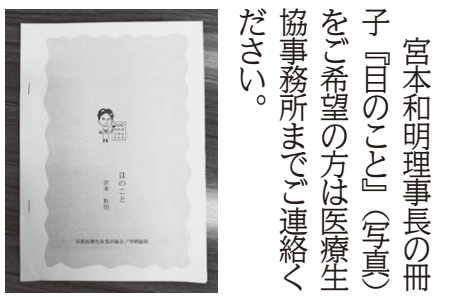 宮本和明理事長の冊
子『目のこと』（写真）
をご希望の方は医療生
協事務所までご連絡く
ださい。
目のこと
宮本 和明